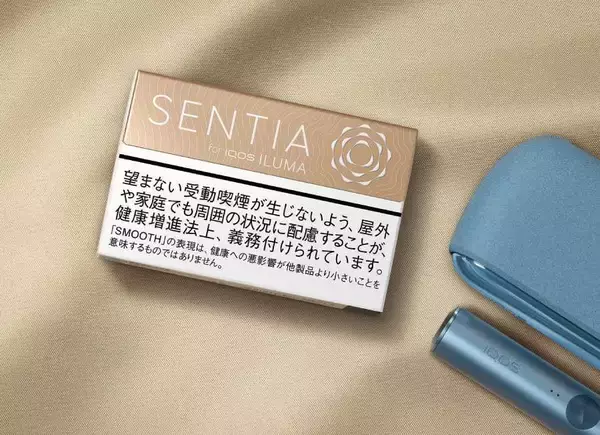 SENTIA
for IQOS ILUMA
望まない受動喫煙が生じないよう、屋外
や家庭でも周囲の状況に配慮することが、
健康増進法上、義務付けられています。
「SMOOTH」の表現は、健康への悪影響が他製品より小さいことを
意味するものではありません。
IQOS